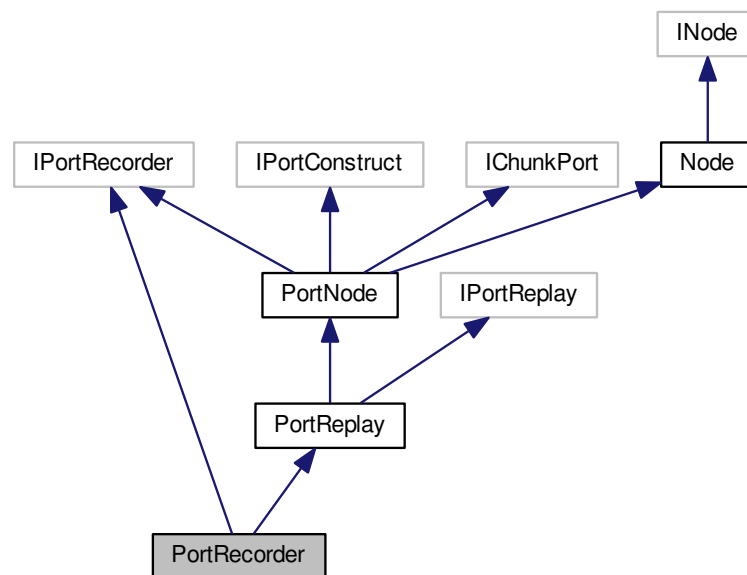 INode
IPortRecorder
IPortConstruct
IChunkPort
Node
PortNode
IPortReplay
PortReplay
PortRecorder